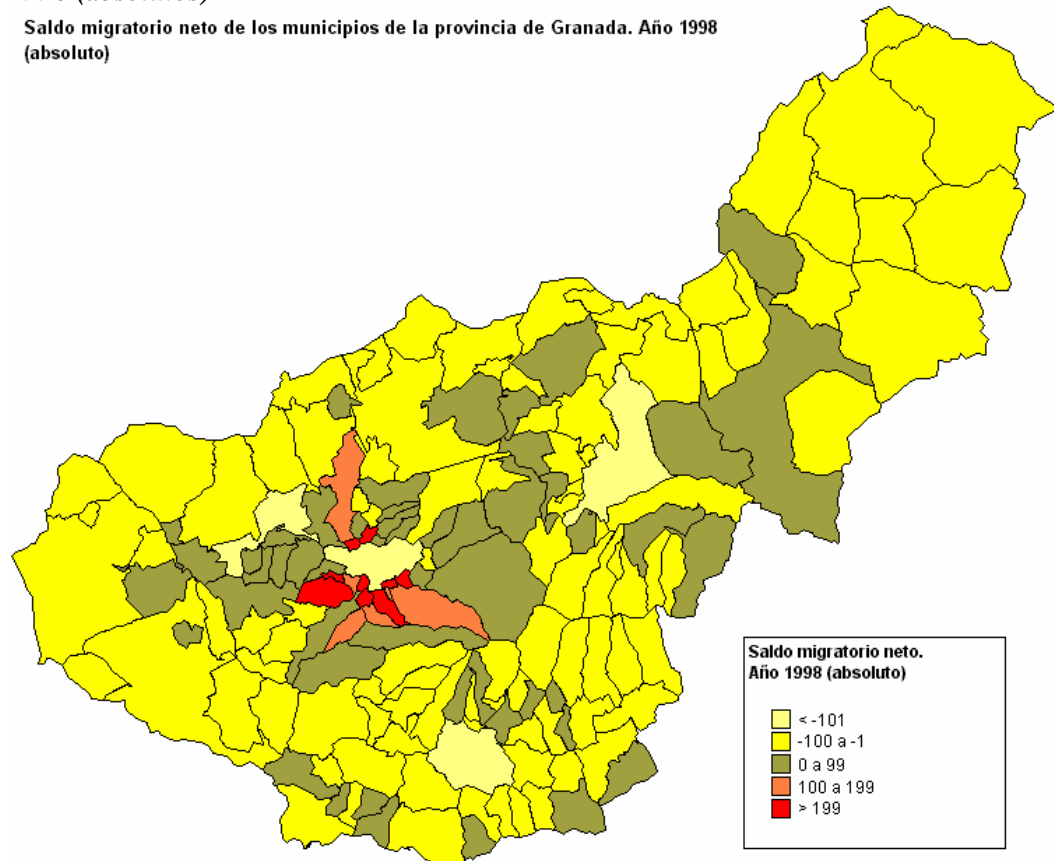 Saldo migratorio neto de los municipios de la provincia de Granada. Año 1998
(absoluto)
Saldo migratorio neto.
Año 1998 (absoluto)
< -101
-100 a -1
0 a 99
100 a 199
> 199